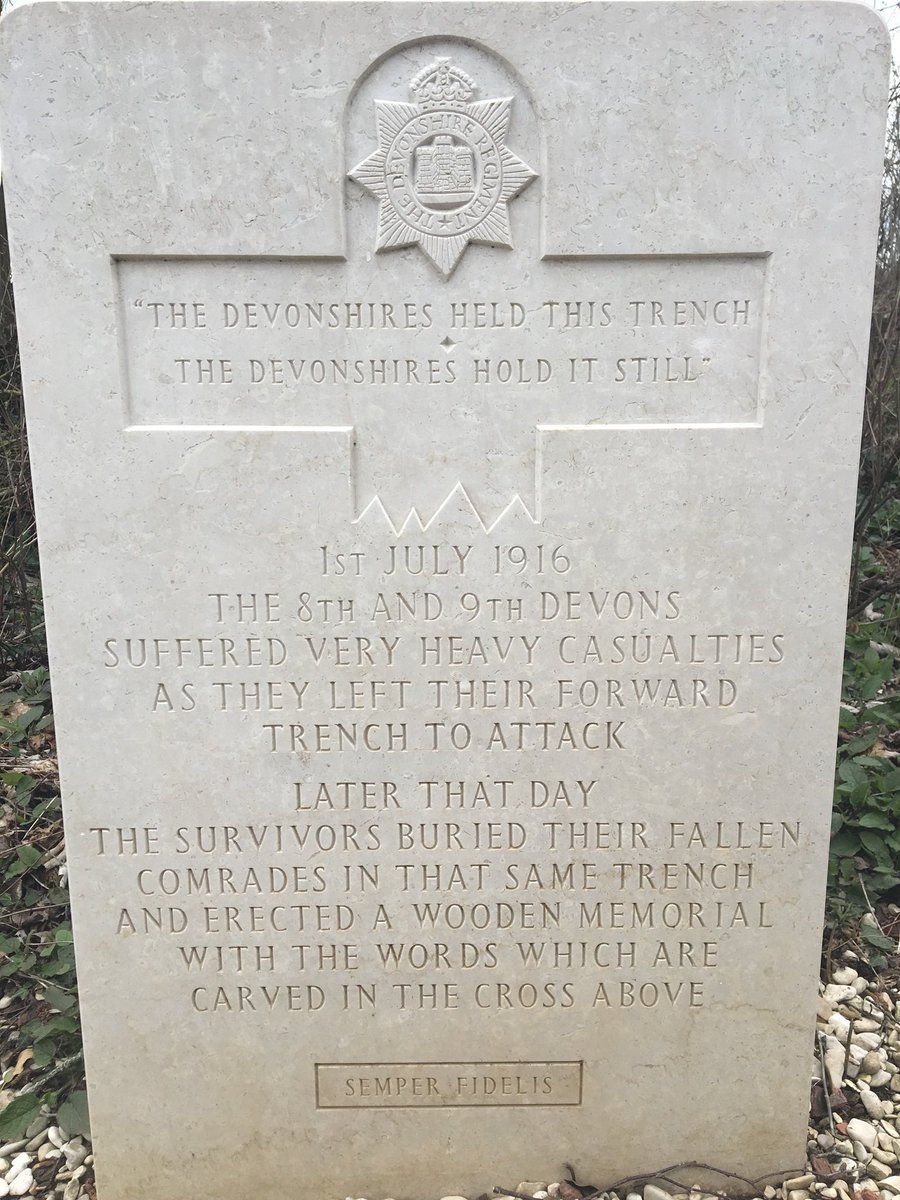 THE DEVONSHIRE REGIMENT
"THE DEVONSHIRES HELD THIS TRENCH
THE DEVONSHIRES HOLD IT STILL"
1ST JULY 1916
THE 8TH AND 9TH DEVONS
SUFFERED VERY HEAVY CASUALTIES
AS THEY LEFT THEIR FORWARD
TRENCH TO ATTACK
LATER THAT DAY
THE SURVIVORS BURIED THEIR FALLEN
COMRADES IN THAT SAME TRENCH
AND ERECTED A WOODEN MEMORIAL
WITH THE WORDS WHICH ARE
CARVED IN THE CROSS ABOVE
SEMPER FIDELIS